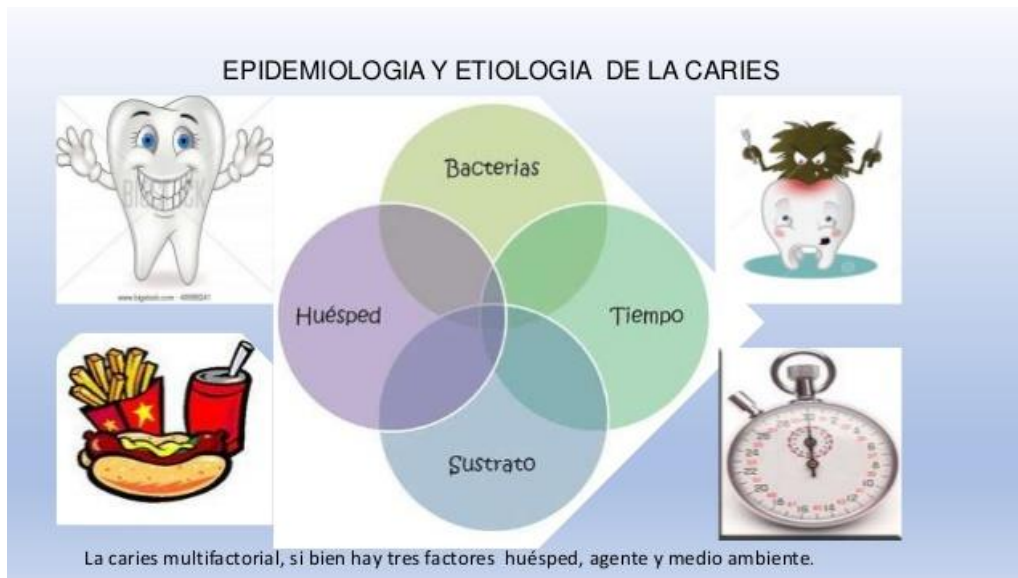 EPIDEMIOLOGIA Y ETIOLOGIA DE LA CARIES
Bacterias
Huésped
Tiempo
Sustrato
La caries multifactorial, si bien hay tres factores huésped, agente y medio ambiente.